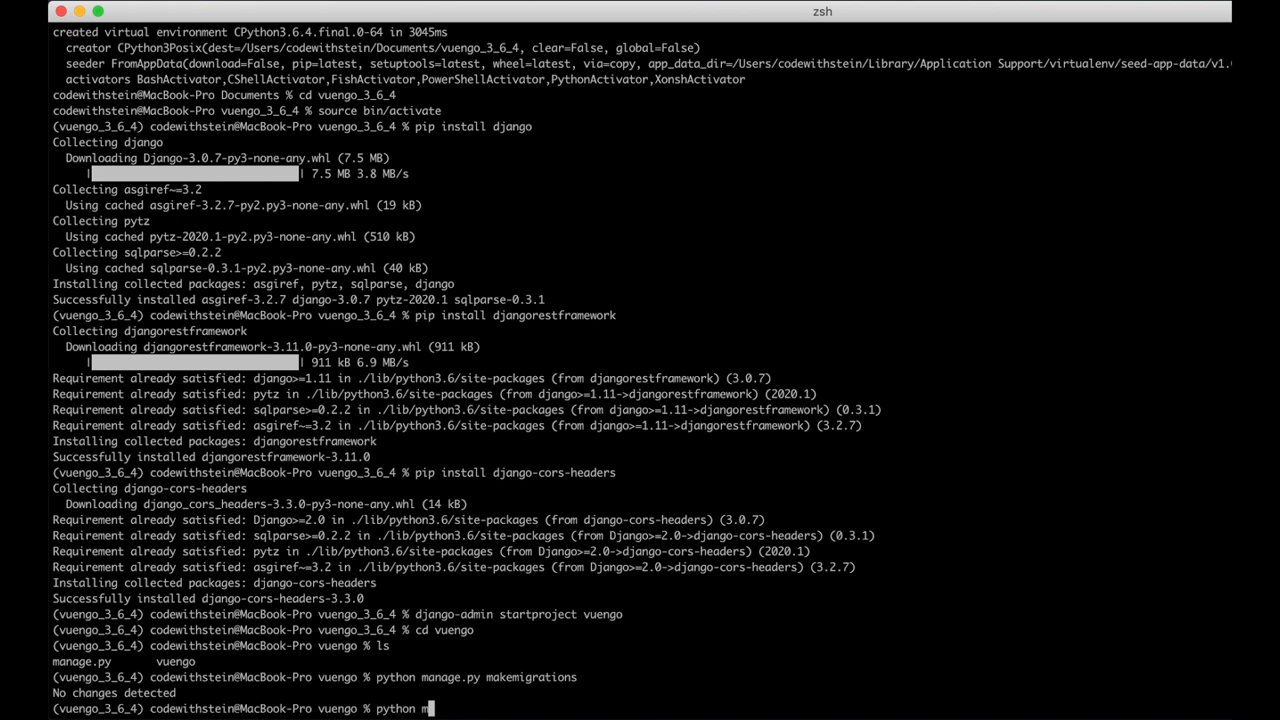 zsh
created virtual environment CPython3.6.4.final.0-64 in 3045ms
creator CPython3Posix(dest=/Users/codewithstein/Documents/vuengo_3_6_4, clear=False, global=False)
seeder FromAppData(download=False, pip=latest, setuptools=latest, wheel=latest, via=copy, app_data_dir=/Users/codewithstein/Library/Application Support/virtualenv/seed-app-data/v1.
activators BashActivator,CShellActivator,FishActivator,PowerShellActivator,PythonActivator,XonshActivator
codewithstein@MacBook-Pro Documents % cd vuengo_3_6_4
codewithstein@MacBook-Pro vuengo_3_6_4 % source bin/activate
(vuengo_3_6_4) codewithstein@MacBook-Pro vuengo_3_6_4 % pip install django
Collecting django
Downloading Django-3.0.7-py3-none-any.whl (7.5 MB)
| | 7.5 MB 3.8 MB/s
Collecting asgiref~=3.2
Using cached asgiref-3.2.7-py2.py3-none-any.whl (19 kB)
Collecting pytz
Using cached pytz-2020.1-py2.py3-none-any.whl (510 kB)
Collecting sqlparse>=0.2.2
Using cached sqlparse-0.3.1-py2.py3-none-any.whl (40 kB)
Installing collected packages: asgiref, pytz, sqlparse, django
Successfully installed asgiref-3.2.7 django-3.0.7 pytz-2020.1 sqlparse-0.3.1
(vuengo_3_6_4) codewithstein@MacBook-Pro vuengo_3_6_4 % pip install djangorestframework
Collecting djangorestframework
Downloading djangorestframework-3.11.0-py3-none-any.whl (911 kB)
| | 911 kB 6.9 MB/s
Requirement already satisfied: django>=1.11 in ./lib/python3.6/site-packages (from djangorestframework) (3.0.7)
Requirement already satisfied: pytz in ./lib/python3.6/site-packages (from django>=1.11->djangorestframework) (2020.1)
Requirement already satisfied: sqlparse>=0.2.2 in ./lib/python3.6/site-packages (from django>=1.11->djangorestframework) (0.3.1)
Requirement already satisfied: asgiref~=3.2 in ./lib/python3.6/site-packages (from django>=1.11->djangorestframework) (3.2.7)
Installing collected packages: djangorestframework
Successfully installed djangorestframework-3.11.0
(vuengo_3_6_4) codewithstein@MacBook-Pro vuengo_3_6_4 % pip install django-cors-headers
Collecting django-cors-headers
Downloading django_cors_headers-3.3.0-py3-none-any.whl (14 kB)
Requirement already satisfied: Django>=2.0 in ./lib/python3.6/site-packages (from django-cors-headers) (3.0.7)
Requirement already satisfied: sqlparse>=0.2.2 in ./lib/python3.6/site-packages (from Django>=2.0->django-cors-headers) (0.3.1)
Requirement already satisfied: pytz in ./lib/python3.6/site-packages (from Django>=2.0->django-cors-headers) (2020.1)
Requirement already satisfied: asgiref~=3.2 in ./lib/python3.6/site-packages (from Django>=2.0->django-cors-headers) (3.2.7)
Installing collected packages: django-cors-headers
Successfully installed django-cors-headers-3.3.0
(vuengo_3_6_4) codewithstein@MacBook-Pro vuengo_3_6_4 % django-admin startproject vuengo
(vuengo_3_6_4) codewithstein@MacBook-Pro vuengo_3_6_4 % cd vuengo
(vuengo_3_6_4) codewithstein@MacBook-Pro vuengo % ls
manage.py vuengo
(vuengo_3_6_4) codewithstein@MacBook-Pro vuengo % python manage.py makemigrations
No changes detected
(vuengo_3_6_4) codewithstein@MacBook-Pro vuengo % python m